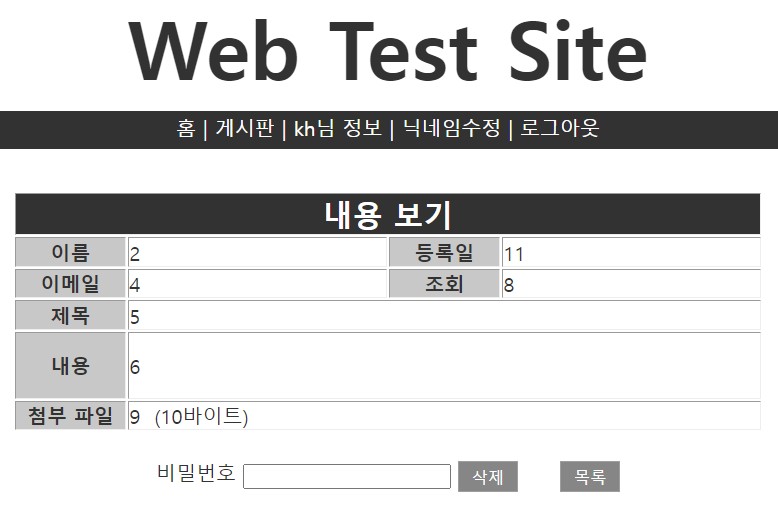 Web Test Site
홈 | 게시판 | kh님 정보 | 닉네임수정 | 로그아웃
내용 보기
이름 2 등록일 11
이메일 4 조회 8
제목 5
내용 6
첨부 파일 9 (10바이트)
비밀번호 삭제 목록